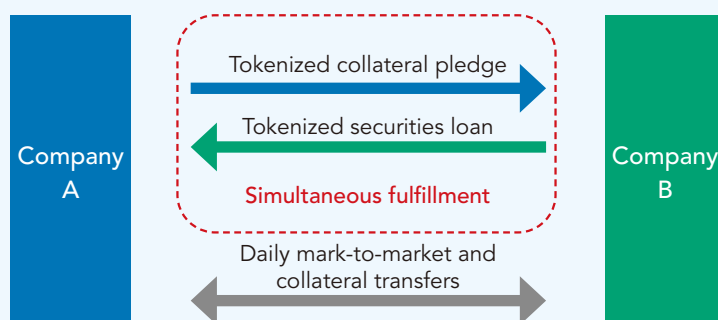 Tokenized collateral pledge
Tokenized securities loan
Company
A
Company
B
Simultaneous fulfillment
Daily mark-to-market and
collateral transfers